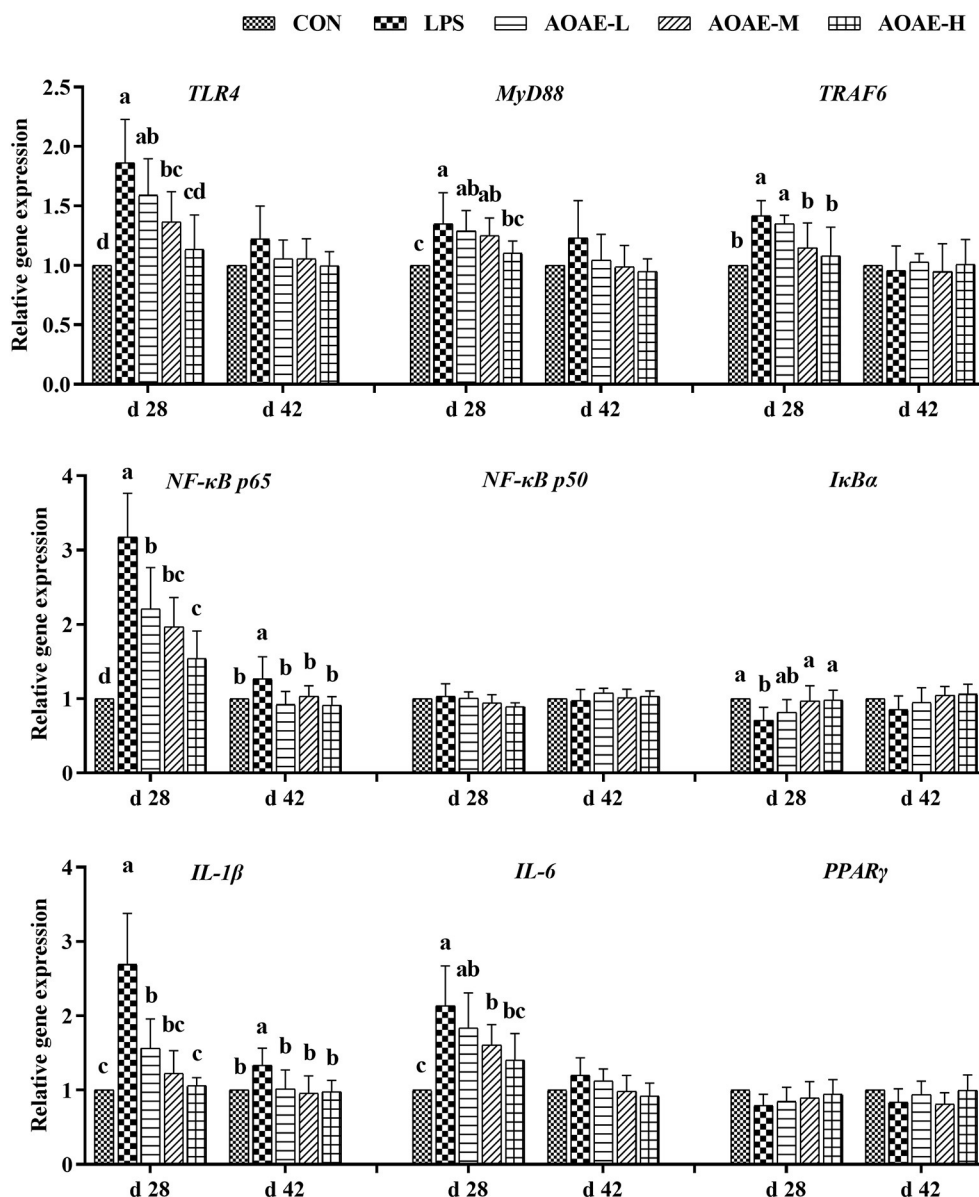 CON LPS AOAE-L AOAE-M AOAE-H
TLR4 MyD88 TRAF6
Relative gene expression
2.5
2.0
1.5
1.0
0.5
0.0
d a ab bc cd
c a ab ab bc
b a a b b
d 28 d 42 d 28 d 42 d 28 d 42
NF-κB p65 NF-κB p50 IκBα
Relative gene expression
4
3
2
1
0
d a b bc c b a b b b
a b ab a a
d 28 d 42 d 28 d 42 d 28 d 42
IL-1β IL-6 PPARγ
Relative gene expression
4
3
2
1
0
c a b bc c b a b b b
c a ab b bc
d 28 d 42 d 28 d 42 d 28 d 42